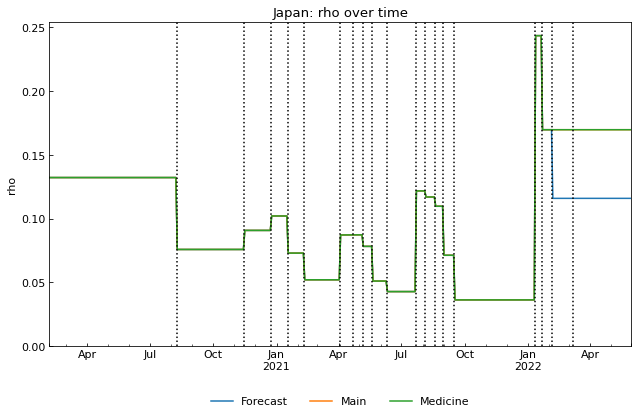 Japan: rho over time
rho
0.25
0.20
0.15
0.10
0.05
0.00
Apr Jul Oct Jan Apr Jul Oct Jan Apr
2021 2022
Forecast Main Medicine